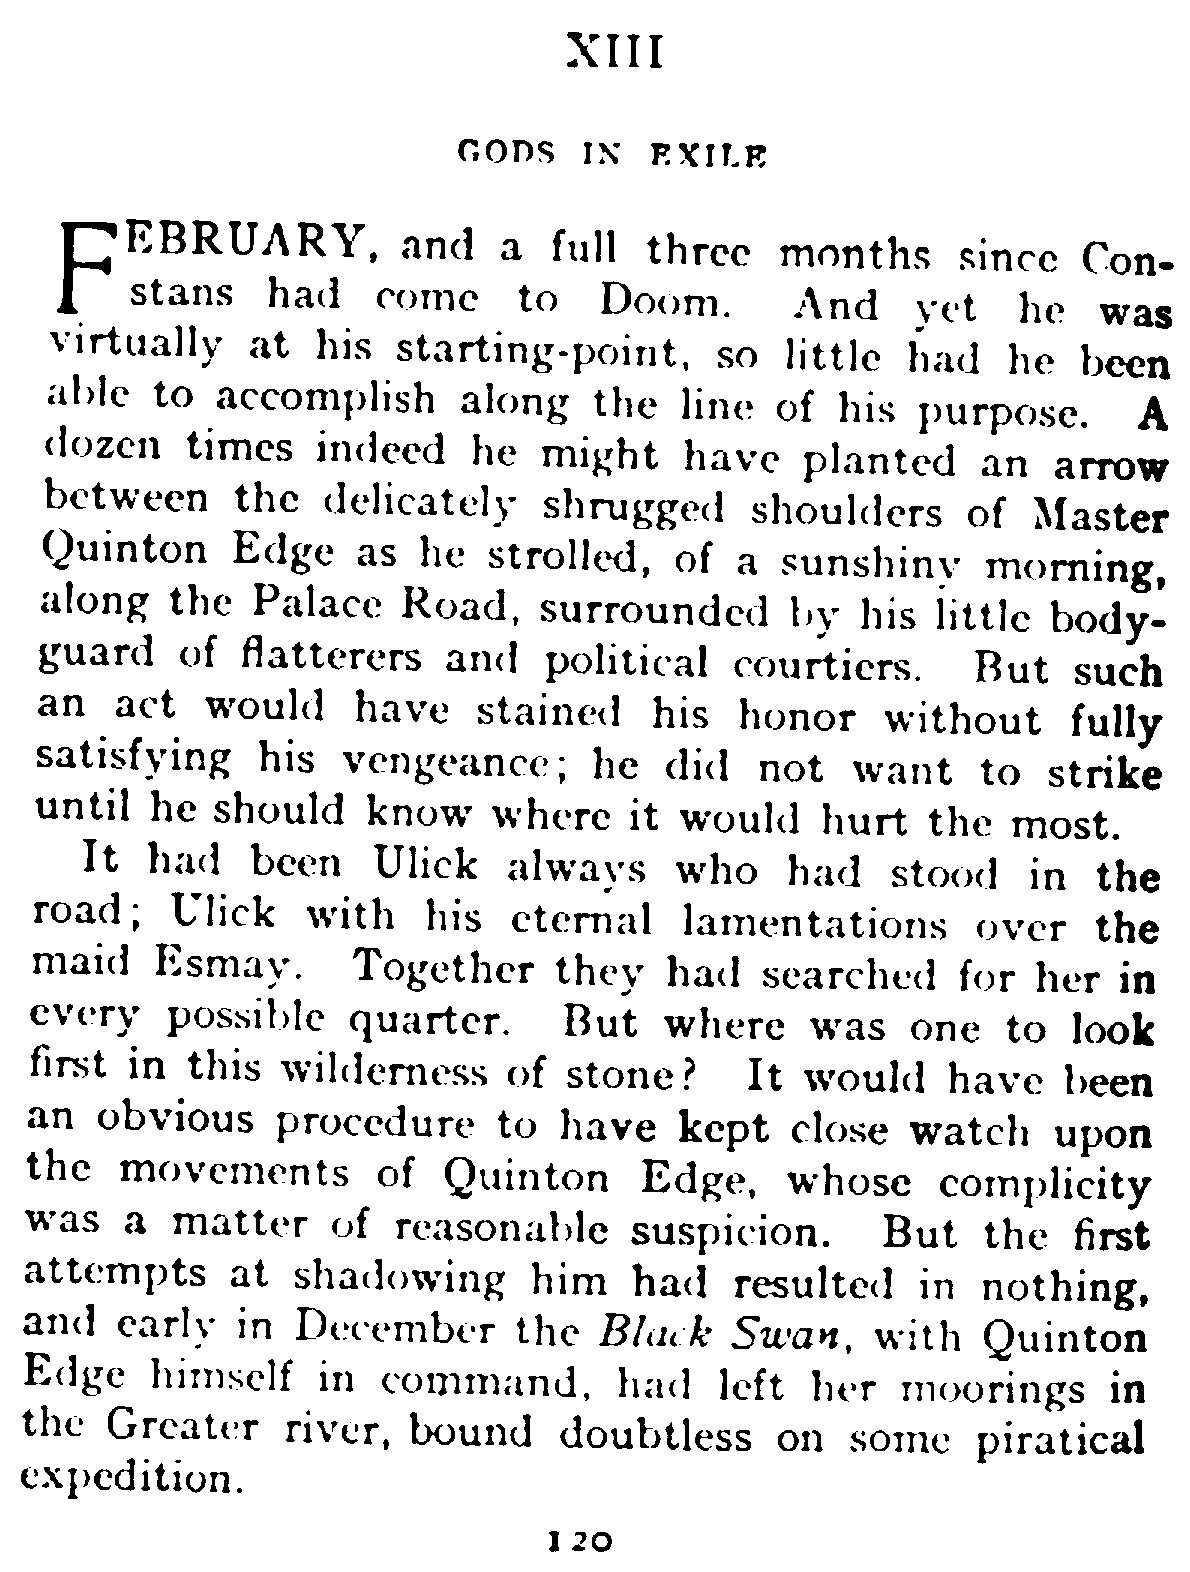 XIII
GODS IN EXILE
FEBRUARY, and a full three months since Con-
stans had come to Doom. And yet he was
virtually at his starting-point, so little had he been
able to accomplish along the line of his purpose. A
dozen times indeed he might have planted an arrow
between the delicately shrugged shoulders of Master
Quinton Edge as he strolled, of a sunshiny morning,
along the Palace Road, surrounded by his little body-
guard of flatterers and political courtiers. But such
an act would have stained his honor without fully
satisfying his vengeance; he did not want to strike
until he should know where it would hurt the most.
It had been Ulick always who had stood in the
road; Ulick with his eternal lamentations over the
maid Esmay. Together they had searched for her in
every possible quarter. But where was one to look
first in this wilderness of stone? It would have been
an obvious procedure to have kept close watch upon
the movements of Quinton Edge, whose complicity
was a matter of reasonable suspicion. But the first
attempts at shadowing him had resulted in nothing,
and early in December the Black Swan, with Quinton
Edge himself in command, had left her moorings in
the Greater river, bound doubtless on some piratical
expedition.
120